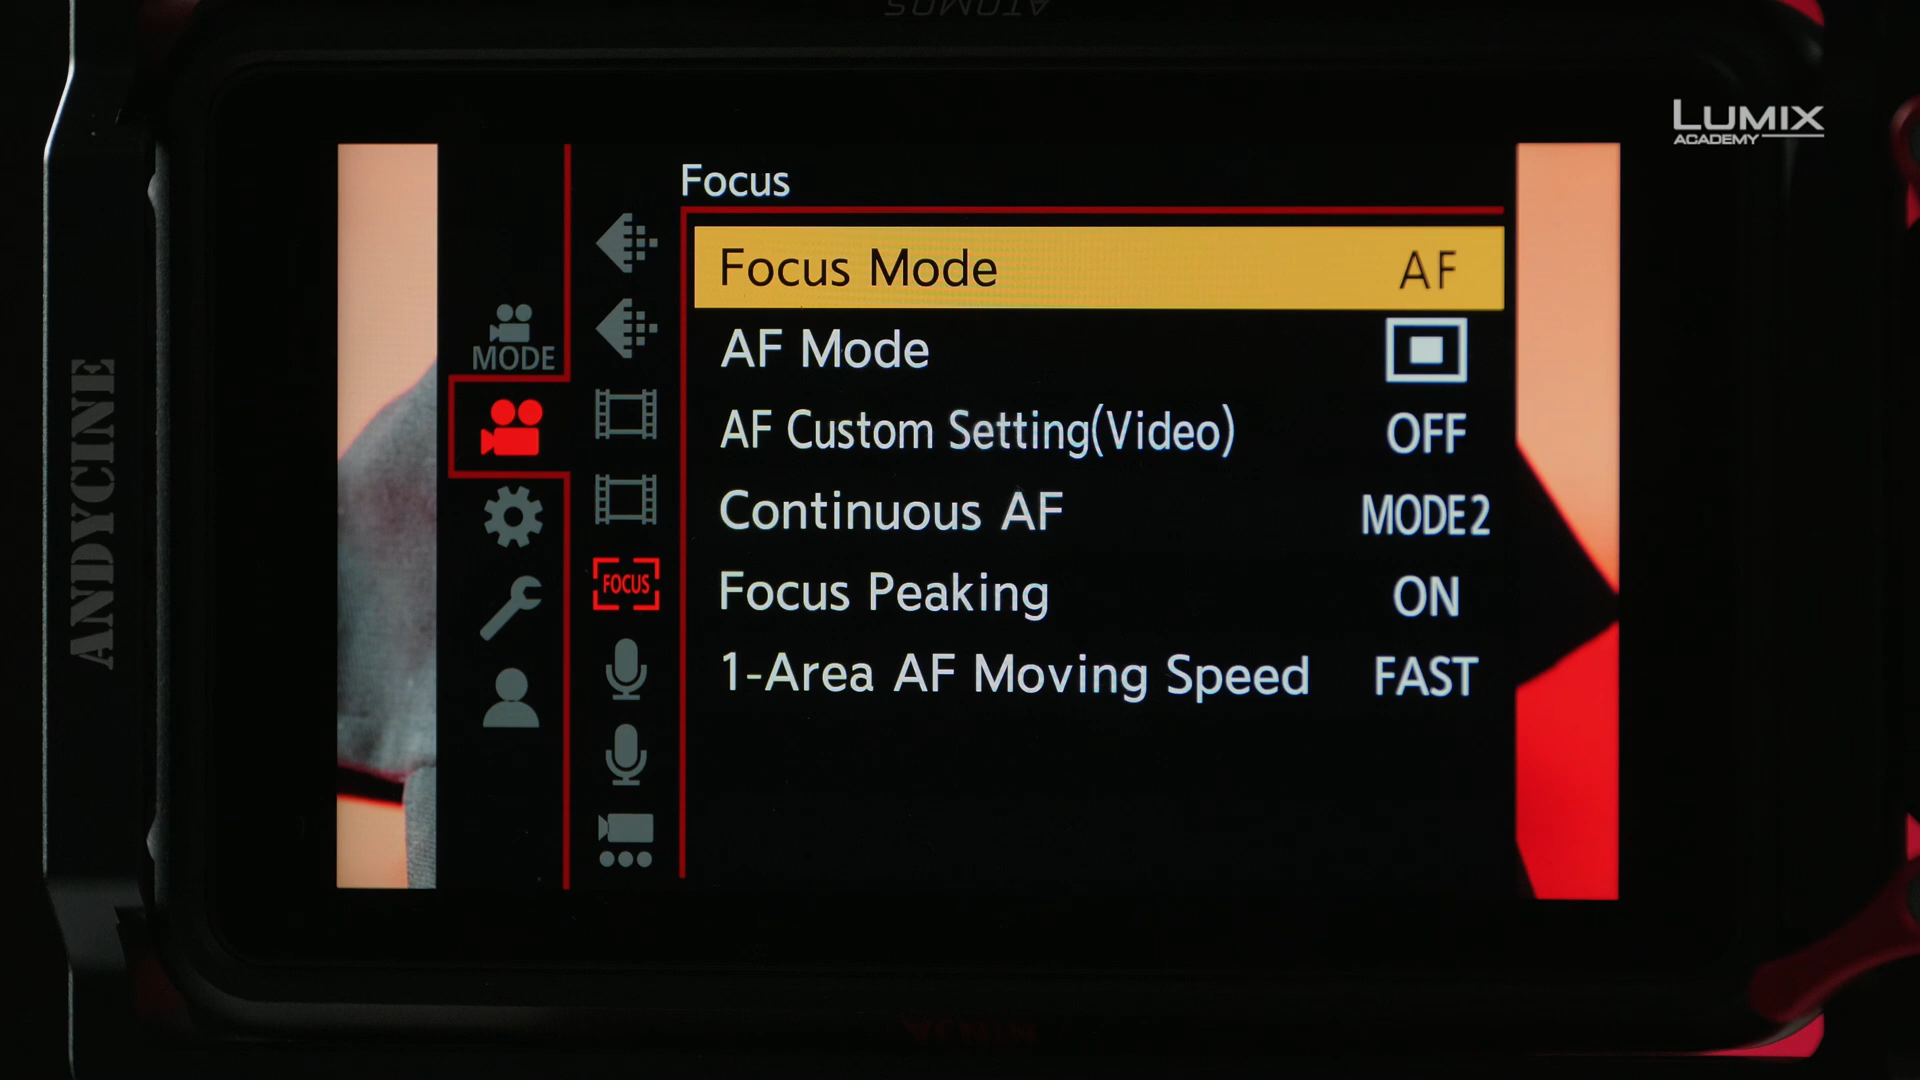 ATOMOS
LUMIX
ACADEMY
ANDYCINE
Focus
Focus Mode AF
AF Mode
AF Custom Setting(Video) OFF
Continuous AF MODE2
Focus Peaking ON
1-Area AF Moving Speed FAST
MODE
FOCUS